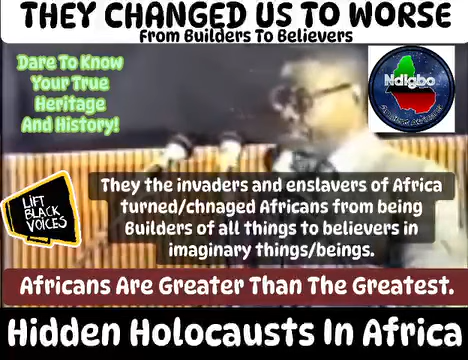 THEY CHANGED US TO WORSE
From Builders To Believers
Dare To Know
Your True
Heritage
And History!
Ndigbo
LIFT
BLACK
VOICES
They the invaders and enslavers of Africa
turned/chnaged Africans from being
Builders of all things to believers in
imaginary things/beings.
Africans Are Greater Than The Greatest.
Hidden Holocausts In Africa